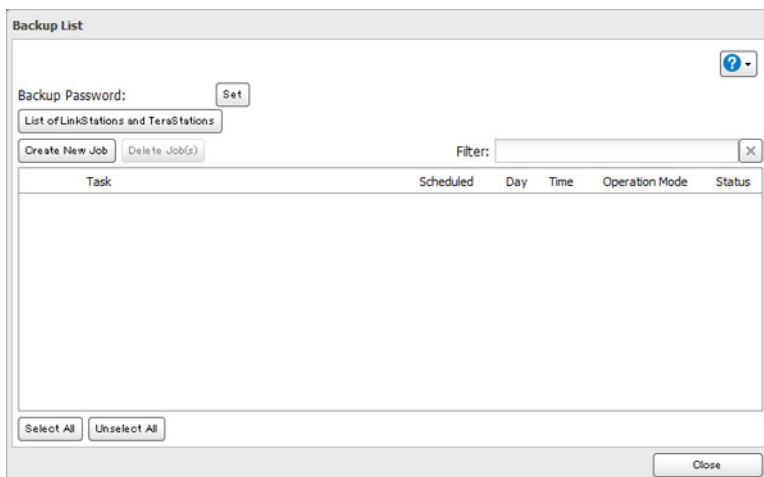 Backup List
?
Backup Password: Set
List of LinkStations and TeraStations
Create New Job Delete Job(s) Filter:
Task Scheduled Day Time Operation Mode Status
Select All Unselect All
Close